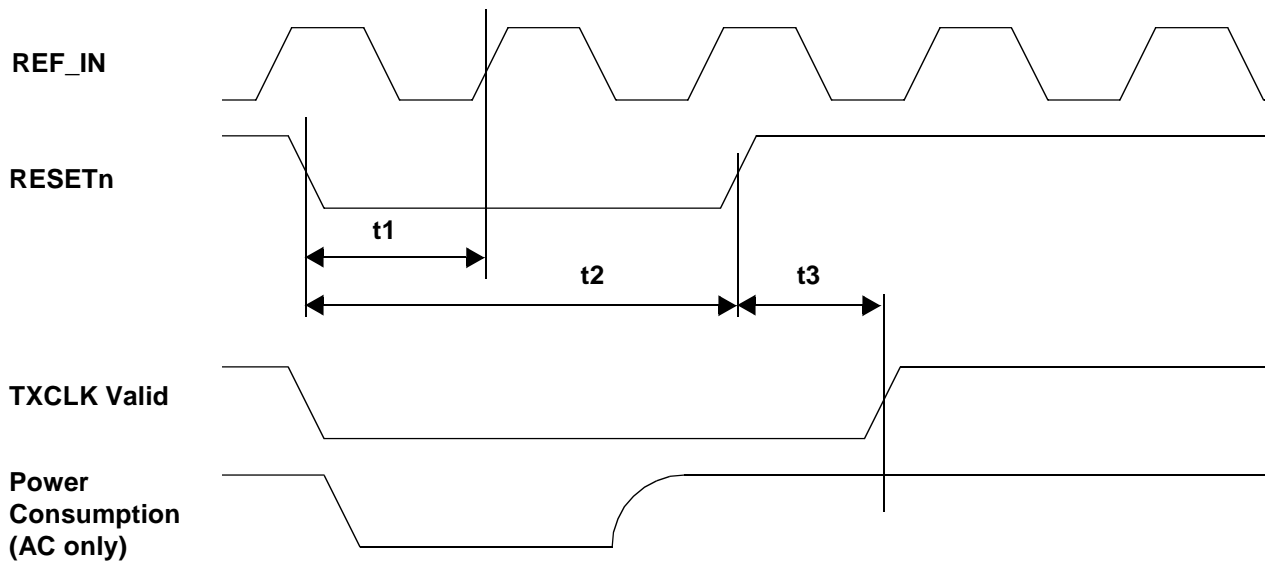 REF_IN
RESETn
t1
t2
t3
TXCLK Valid
Power
Consumption
(AC only)